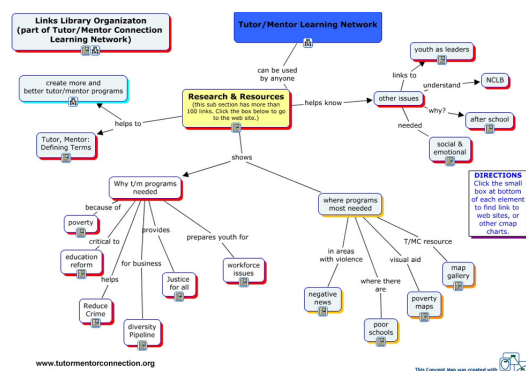 Links Library Organizaton
(part of Tutor/Mentor Connection
Learning Network)
Tutor/Mentor Learning Network
can be used
by anyone
create more and
better tutor/mentor programs
helps to
Tutor, Mentor:
Defining Terms
Research & Resources
(this sub section has more
than 100 links. Click the box below to go
to the web site.)
helps know
other issues
links to
youth as leaders
understand
NCLB
why?
after school
needed
social &
emotional
DIRECTIONS
Click the small
box at bottom
of each element
to find link to
web sites, or
other cmap
charts.
shows
Why t/m programs
needed
because of
poverty
critical to
education
reform
helps
Reduce
Crime
for business
diversity
Pipeline
provides
Justice
for all
prepares youth for
workforce
issues
where programs
most needed
in areas
with violence
negative
news
where there
are
poor
schools
visual aid
poverty
maps
T/MC resource
map
gallery
www.tutormentorconnection.org
This Concept Map was created with